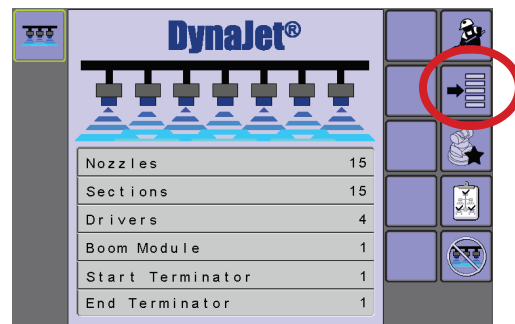 DynaJet®
Nozzles 15
Sections 15
Drivers 4
Boom Module 1
Start Terminator 1
End Terminator 1